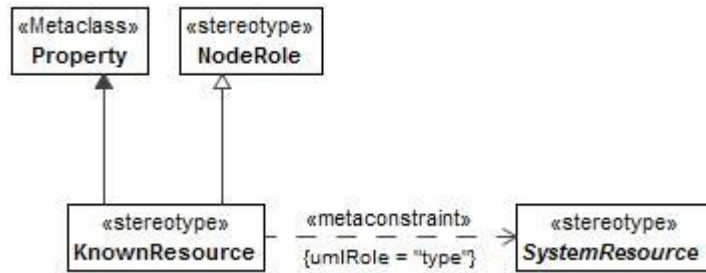 «Metaclass»
Property
«stereotype»
NodeRole
«stereotype»
KnownResource
«metaconstraint»
{umlRole = "type"}
«stereotype»
SystemResource